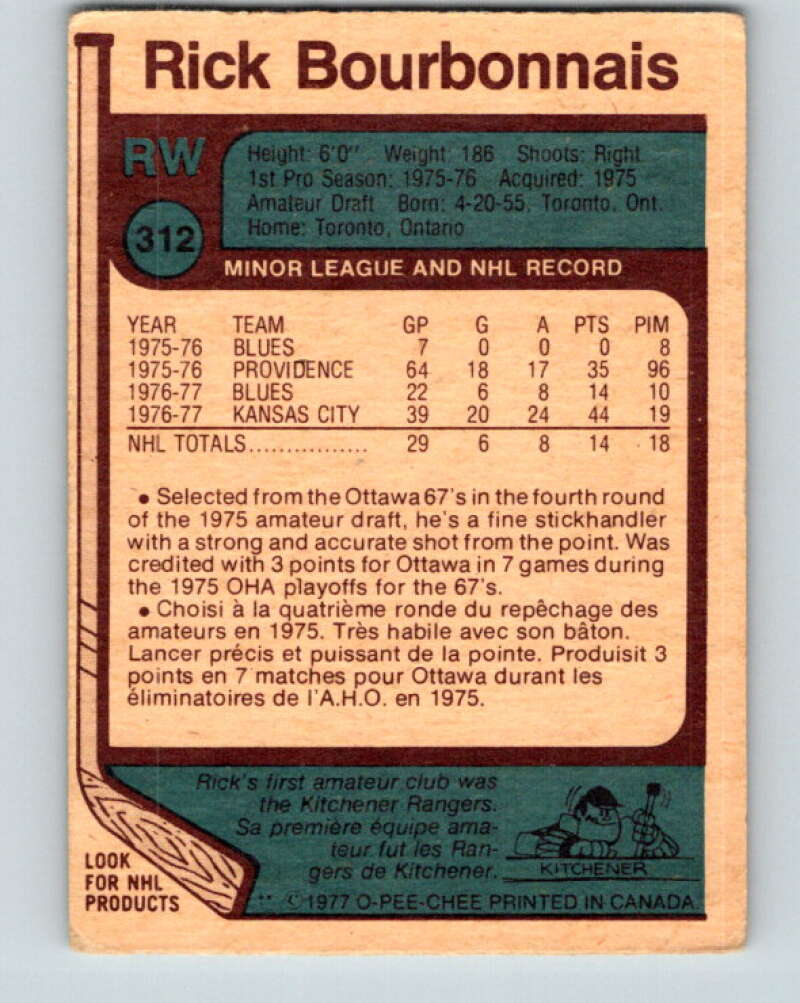 Rick Bourbonnais
RW
312
Height: 6'0" Weight: 186 Shoots: Right
1st Pro Season: 1975-76 Acquired: 1975
Amateur Draft Born: 4-20-55, Toronto, Ont.
Home: Toronto, Ontario
MINOR LEAGUE AND NHL RECORD
YEAR TEAM GP G A PTS PIM
1975-76 BLUES 7 0 0 0 8
1975-76 PROVIDENCE 64 18 17 35 96
1976-77 BLUES 22 6 8 14 10
1976-77 KANSAS CITY 39 20 24 44 19
NHL TOTALS................ 29 6 8 14 18
• Selected from the Ottawa 67's in the fourth round
of the 1975 amateur draft, he's a fine stickhandler
with a strong and accurate shot from the point. Was
credited with 3 points for Ottawa in 7 games during
the 1975 OHA playoffs for the 67's.
• Choisi à la quatrième ronde du repêchage des
amateurs en 1975. Très habile avec son bâton.
Lancer précis et puissant de la pointe. Produisit 3
points en 7 matches pour Ottawa durant les
éliminatoires de l'A.H.O. en 1975.
Rick's first amateur club was
the Kitchener Rangers.
Sa première équipe ama-
teur fut les Ran-
gers de Kitchener.
KITCHENER
LOOK
FOR NHL
PRODUCTS
** © 1977 O-PEE-CHEE PRINTED IN CANADA